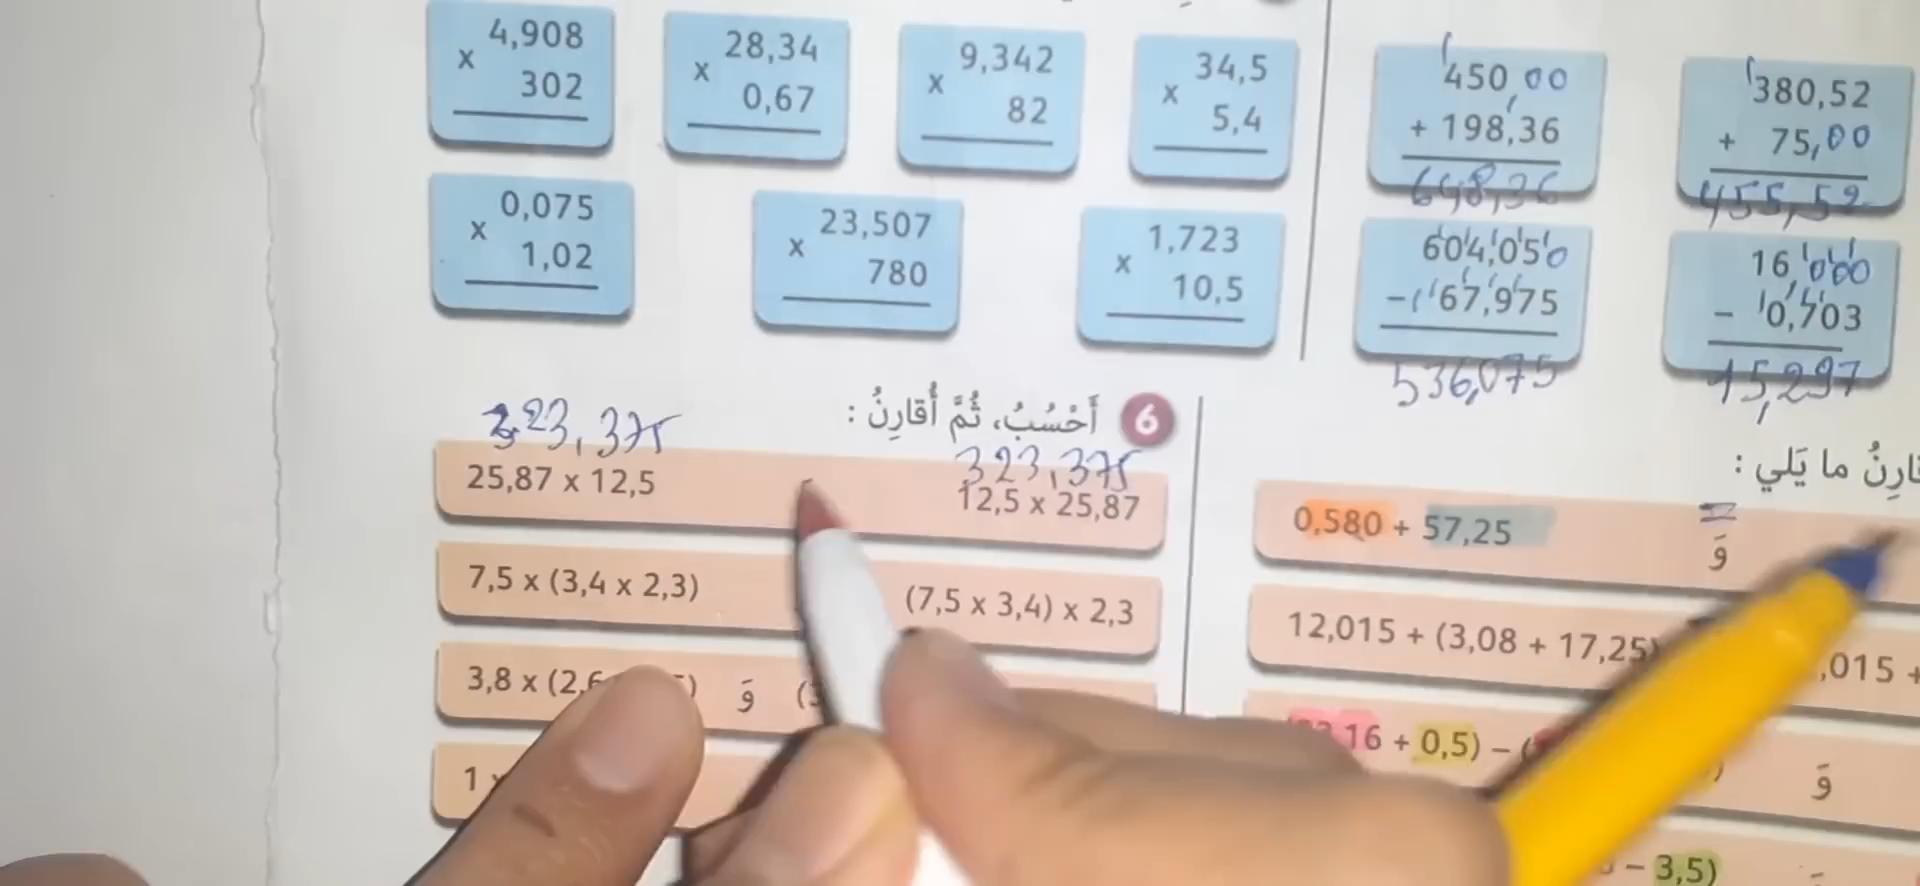 4,908
x 302
28,34
x 0,67
9,342
x 82
34,5
x 5,4
450,00
+ 198,36
648,36
380,52
+ 75,00
455,52
0,075
x 1,02
23,507
x 780
1,723
x 10,5
604,050
- 67,975
536,075
16,000
- 0,703
15,297
6 أَحْسُبُ، ثُمَّ أُقارِنُ :
323,375
323,375
25,87 x 12,5
12,5 x 25,87
7,5 x (3,4 x 2,3)
(7,5 x 3,4) x 2,3
3,8 x (2,6
وَ
1
ما يَلي :
0,580 + 57,25
=
وَ
12,015 + (3,08 + 17,25)
,015 +
16 + 0,5) – (
وَ
– 3,5)